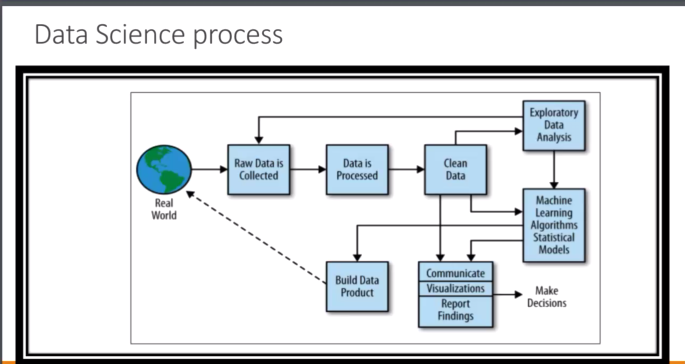 Data Science process
Exploratory
Data
Analysis
Raw Data is
Collected
Data is
Processed
Clean
Data
Real
World
Machine
Learning
Algorithms
Statistical
Models
Build Data
Product
Communicate
Visualizations
Report
Findings
Make
Decisions